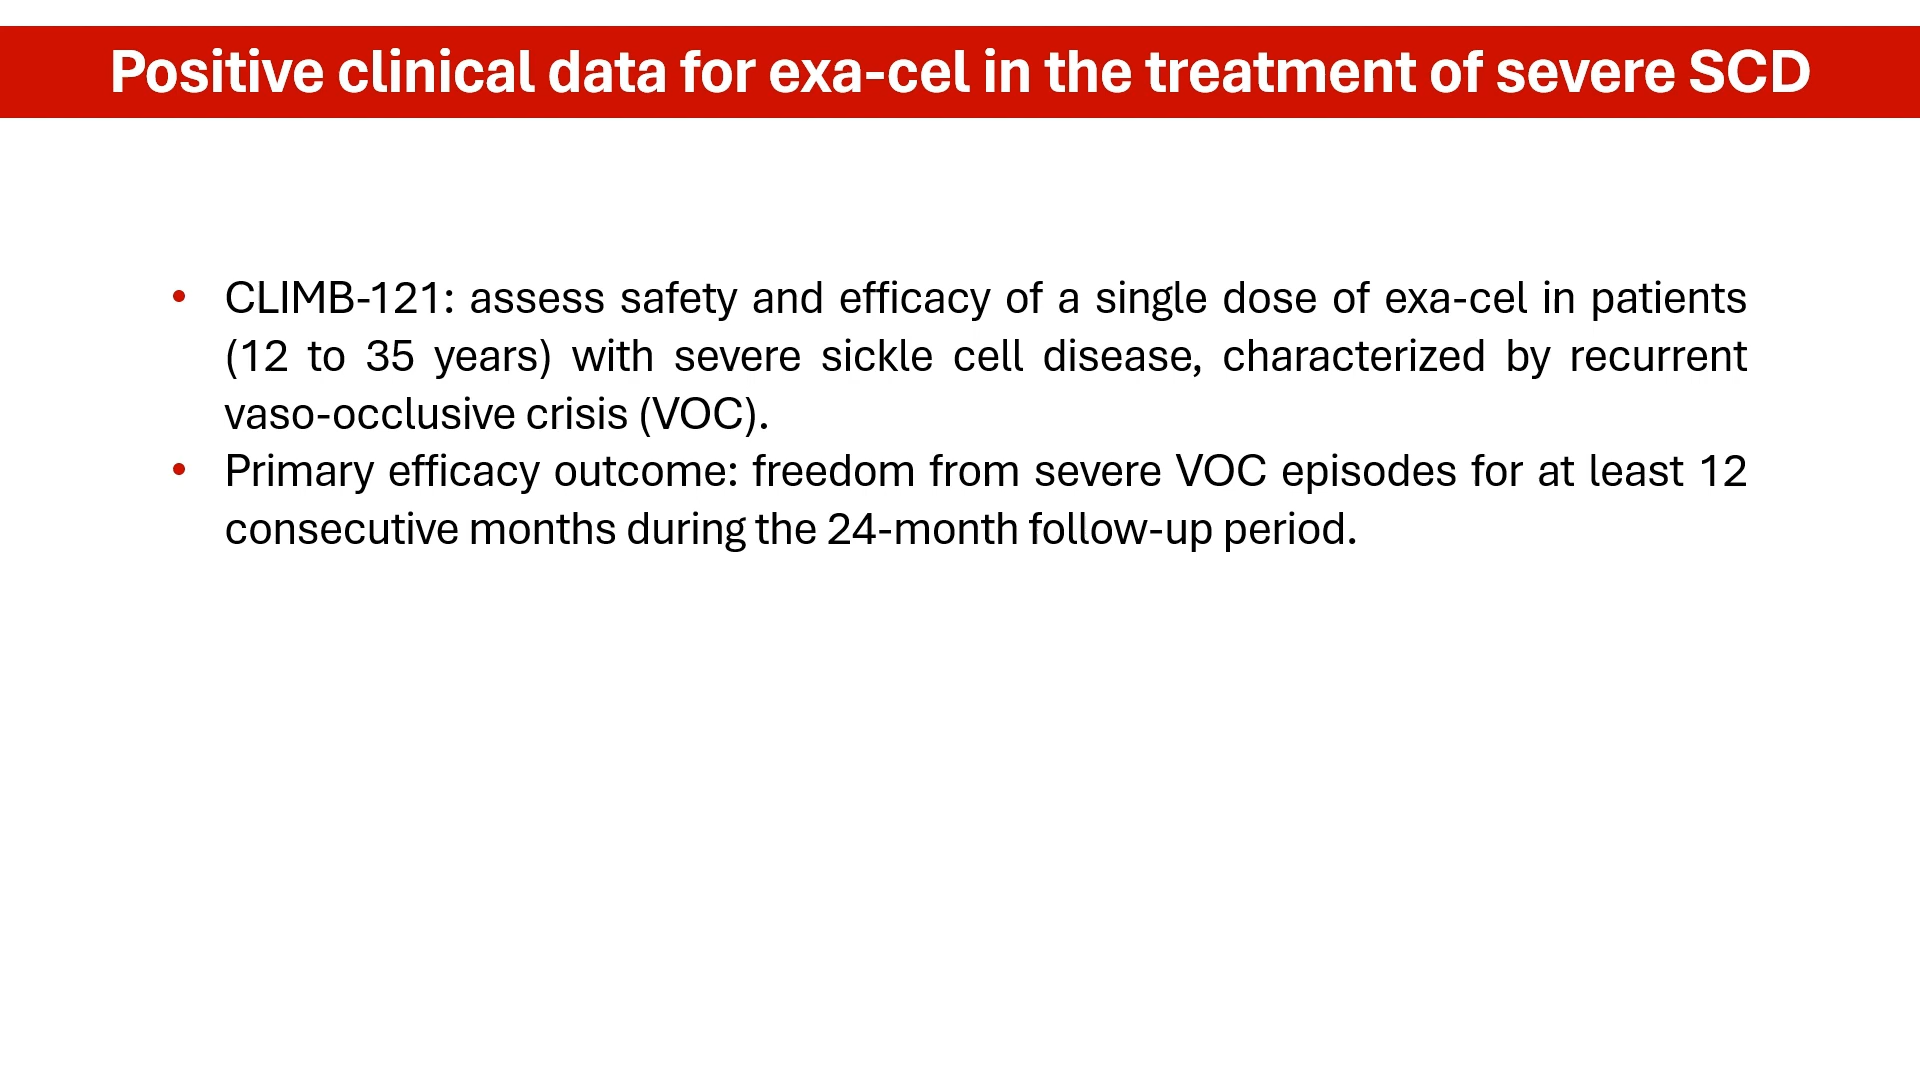 Positive clinical data for exa-cel in the treatment of severe SCD
• CLIMB-121: assess safety and efficacy of a single dose of exa-cel in patients
(12 to 35 years) with severe sickle cell disease, characterized by recurrent
vaso-occlusive crisis (VOC).
• Primary efficacy outcome: freedom from severe VOC episodes for at least 12
consecutive months during the 24-month follow-up period.